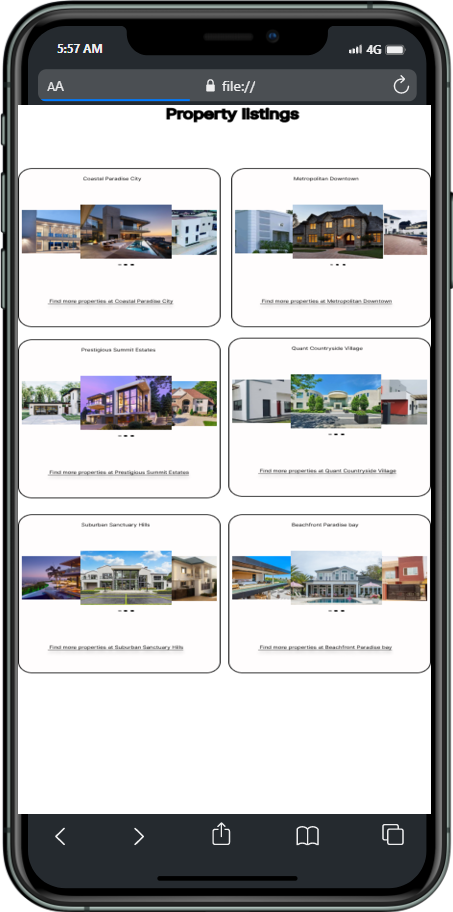 5:57 AM
4G
AA
file://
Property listings
Coastal Paradise City
Metropolitan Downtown
Find more properties at Coastal Paradise City
Find more properties at Metropolitan Downtown
Prestigious Summit Estates
Quant Countryside Village
Find more properties at Prestigious Summit Estates
Find more properties at Quant Countryside Village
Suburban Sanctuary Hills
Beachfront Paradise bay
Find more properties at Suburban Sanctuary Hills
Find more properties at Beachfront Paradise bay